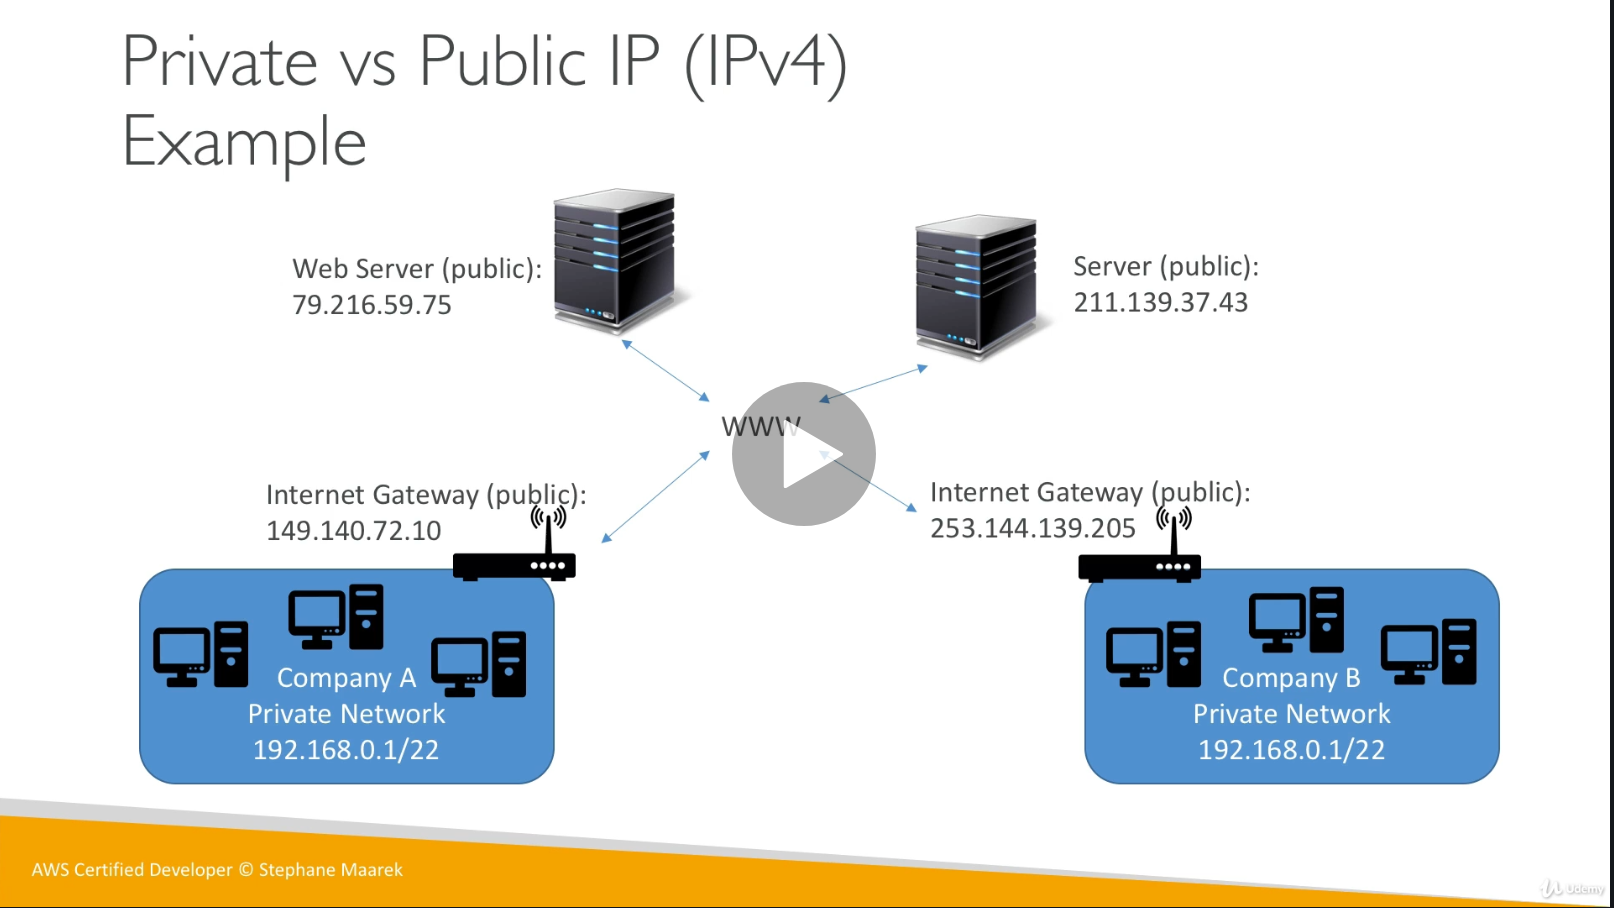 Private vs Public IP (IPv4)
Example
Web Server (public):
79.216.59.75
Server (public):
211.139.37.43
WWW
Internet Gateway (public):
149.140.72.10
Internet Gateway (public):
253.144.139.205
Company A
Private Network
192.168.0.1/22
Company B
Private Network
192.168.0.1/22
AWS Certified Developer © Stephane Maarek
Udemy